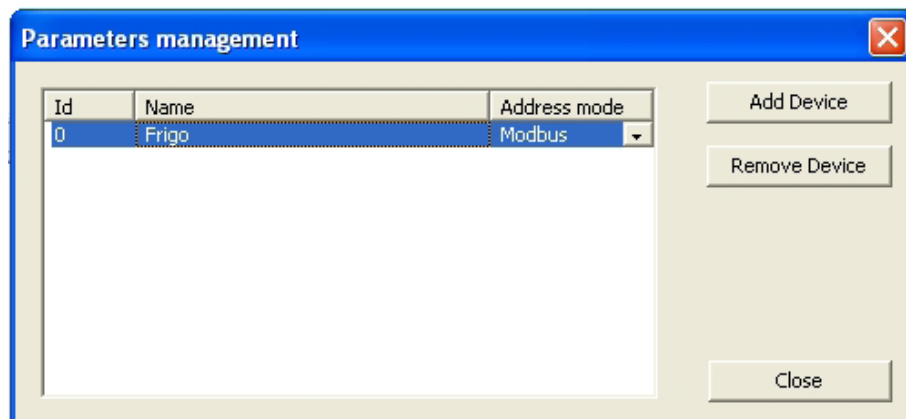 Parameters management
Id Name Address mode
0 Frigo Modbus
Add Device
Remove Device
Close